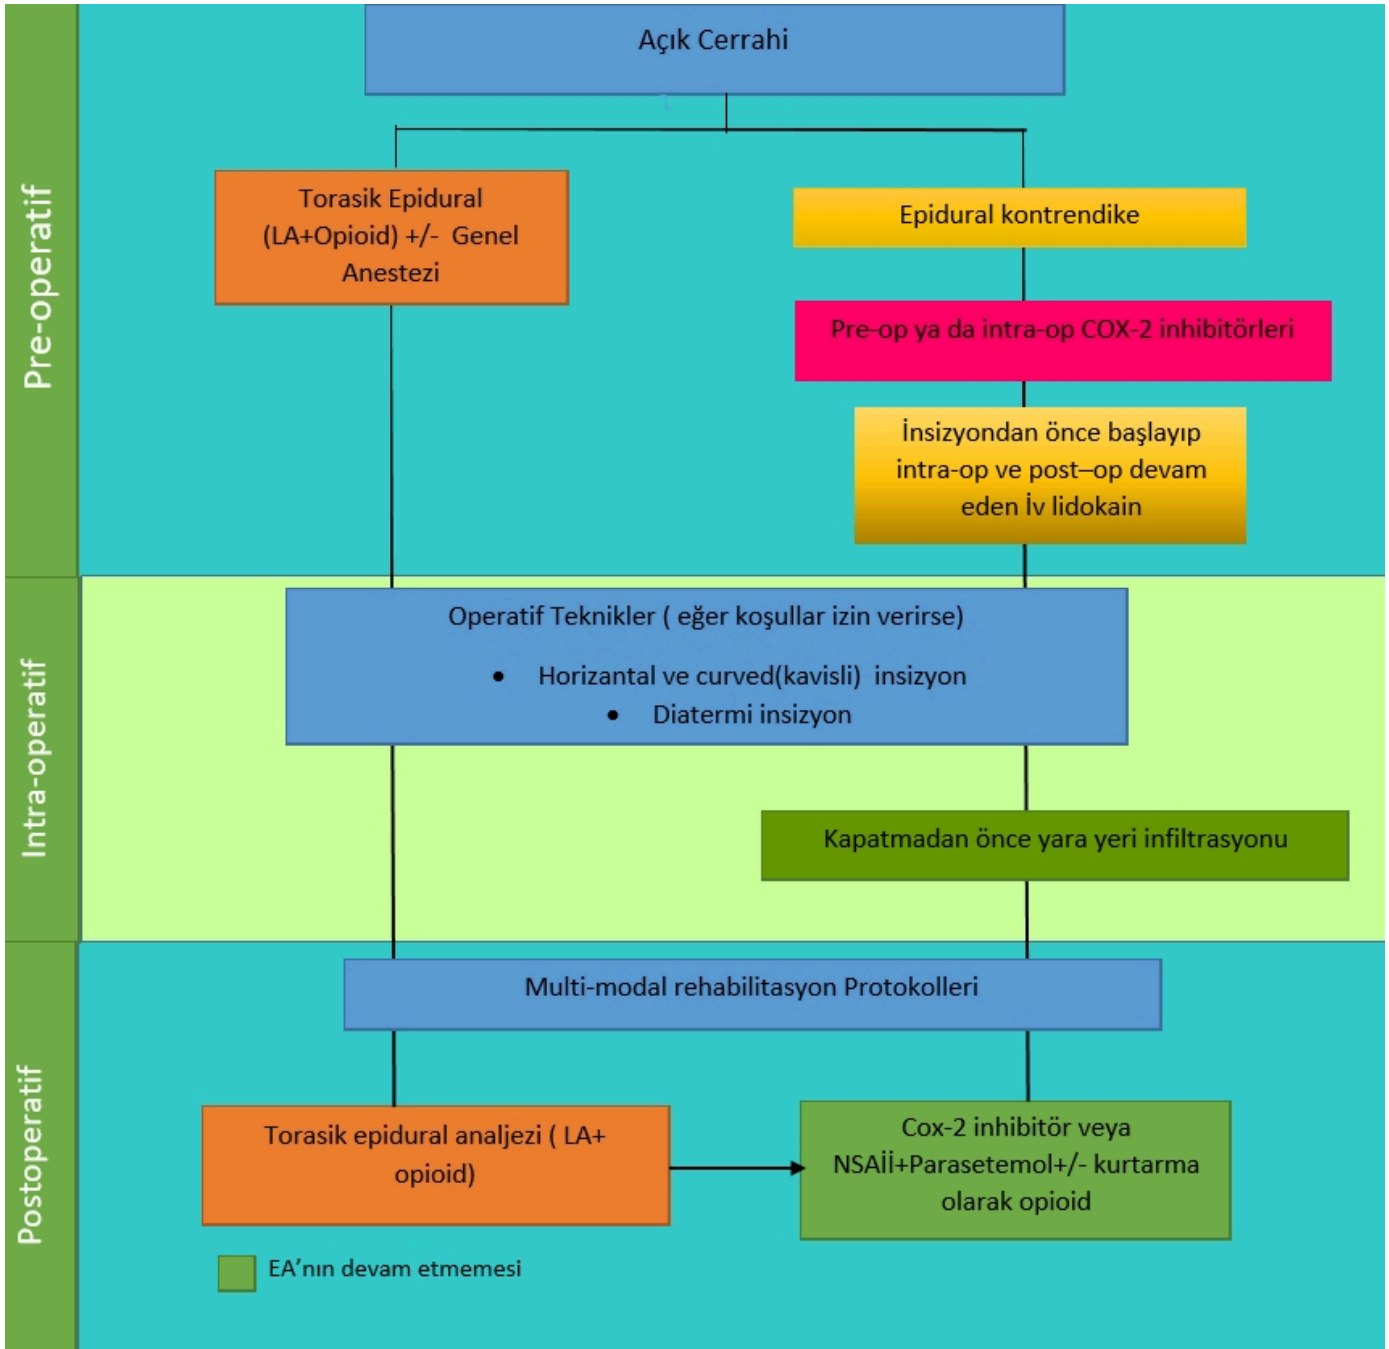 Açık Cerrahi
Pre-operatif
Torasik Epidural
(LA+Opioid) +/- Genel
Anestezi
Epidural kontrendike
Pre-op ya da intra-op COX-2 inhibitörleri
İnsizyondan önce başlayıp
intra-op ve post–op devam
eden İv lidokain
Intra-operatif
Operatif Teknikler ( eğer koşullar izin verirse)
• Horizantal ve curved(kavisli) insizyon
• Diatermi insizyon
Kapatmadan önce yara yeri infiltrasyonu
Postoperatif
Multi-modal rehabilitasyon Protokolleri
Torasik epidural analjezi ( LA+
opioid)
Cox-2 inhibitör veya
NSAİİ+Parasetemol+/- kurtarma
olarak opioid
EA’nın devam etmemesi